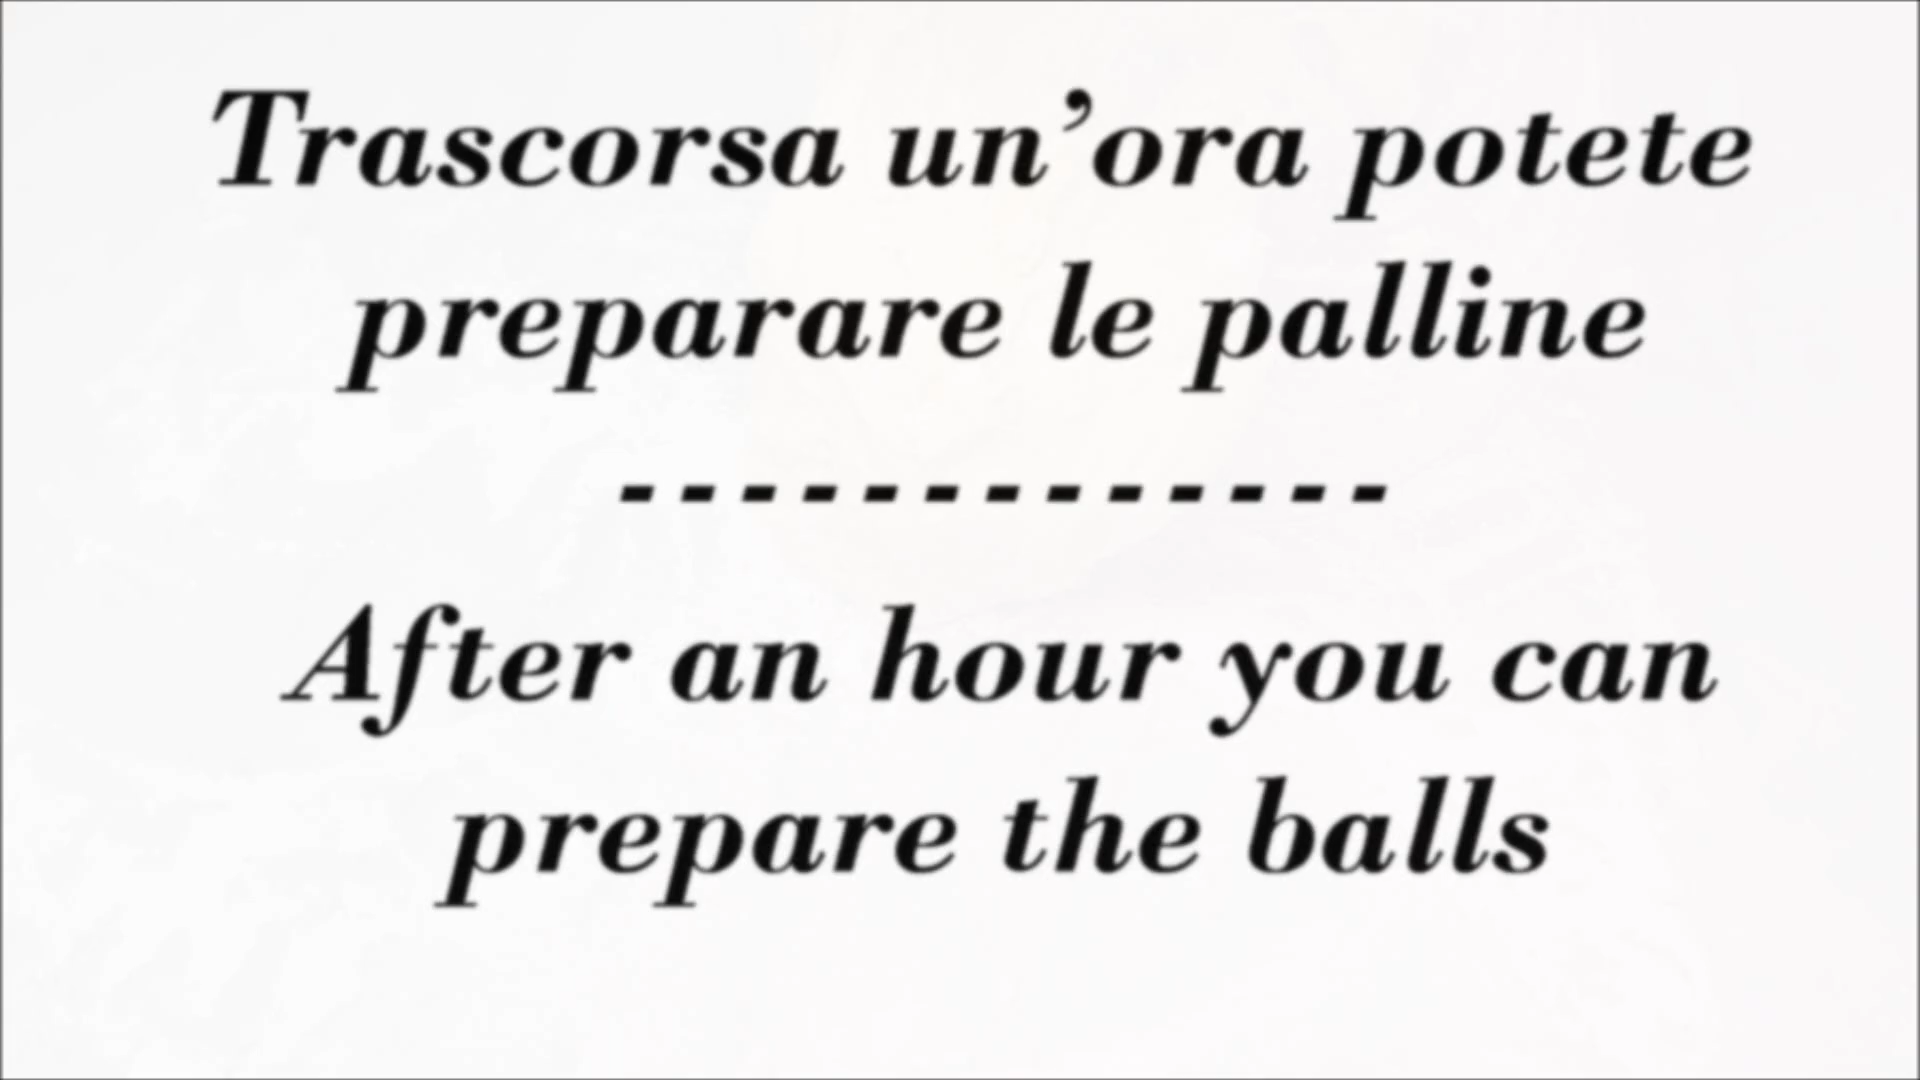 Trascorsa un’ora potete
preparare le palline
-------------
After an hour you can
prepare the balls